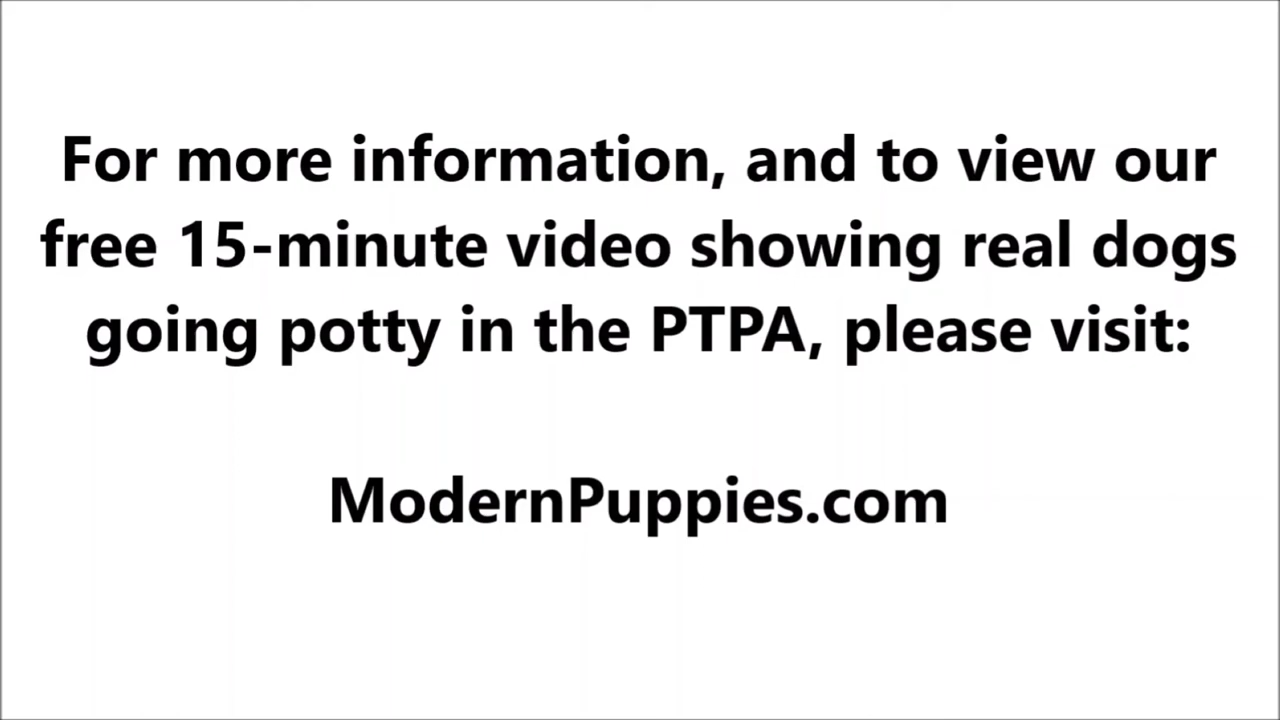 For more information, and to view our
free 15-minute video showing real dogs
going potty in the PTPA, please visit:
ModernPuppies.com